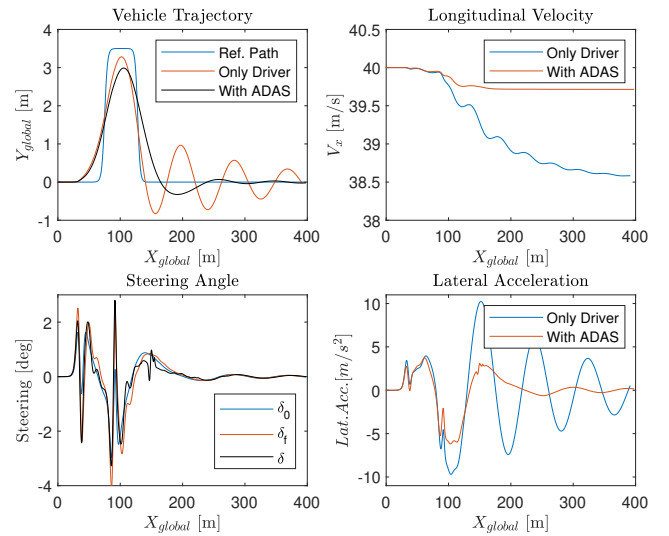 Vehicle Trajectory
4
3
2
1
0
-1
Y_global [m]
Ref. Path
Only Driver
With ADAS
0 100 200 300 400
X_global [m]
Longitudinal Velocity
40.5
40
39.5
39
38.5
38
V_x [m/s]
Only Driver
With ADAS
0 100 200 300 400
X_global [m]
Steering Angle
2
0
-2
-4
Steering [deg]
δ_0
δ_f
δ
0 100 200 300 400
X_global [m]
Lateral Acceleration
10
5
0
-5
-10
Lat.Acc.[m/s²]
Only Driver
With ADAS
0 100 200 300 400
X_global [m]